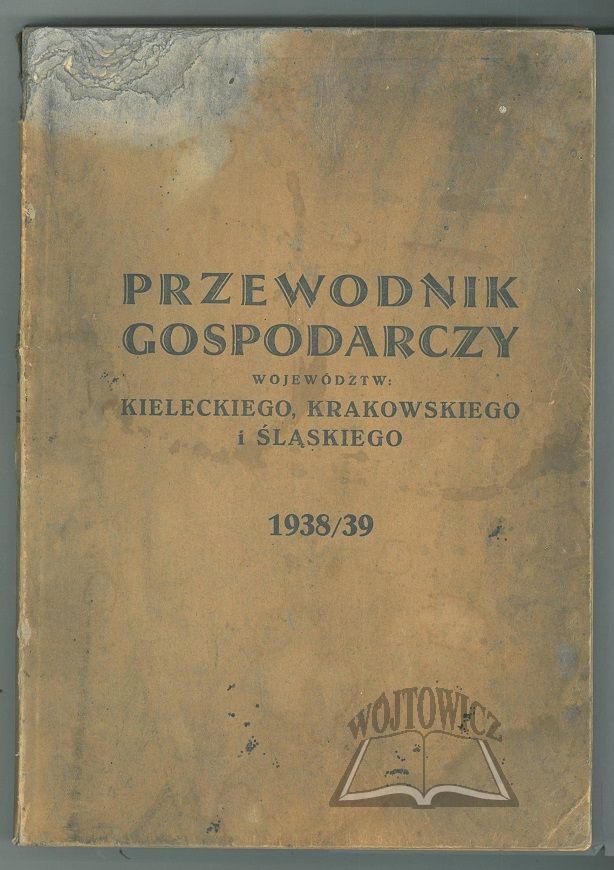 PRZEWODNIK
GOSPODARCZY
WOJEWÓDZTW:
KIELECKIEGO, KRAKOWSKIEGO
i ŚLĄSKIEGO
1938/39
WÓJTOWICZ